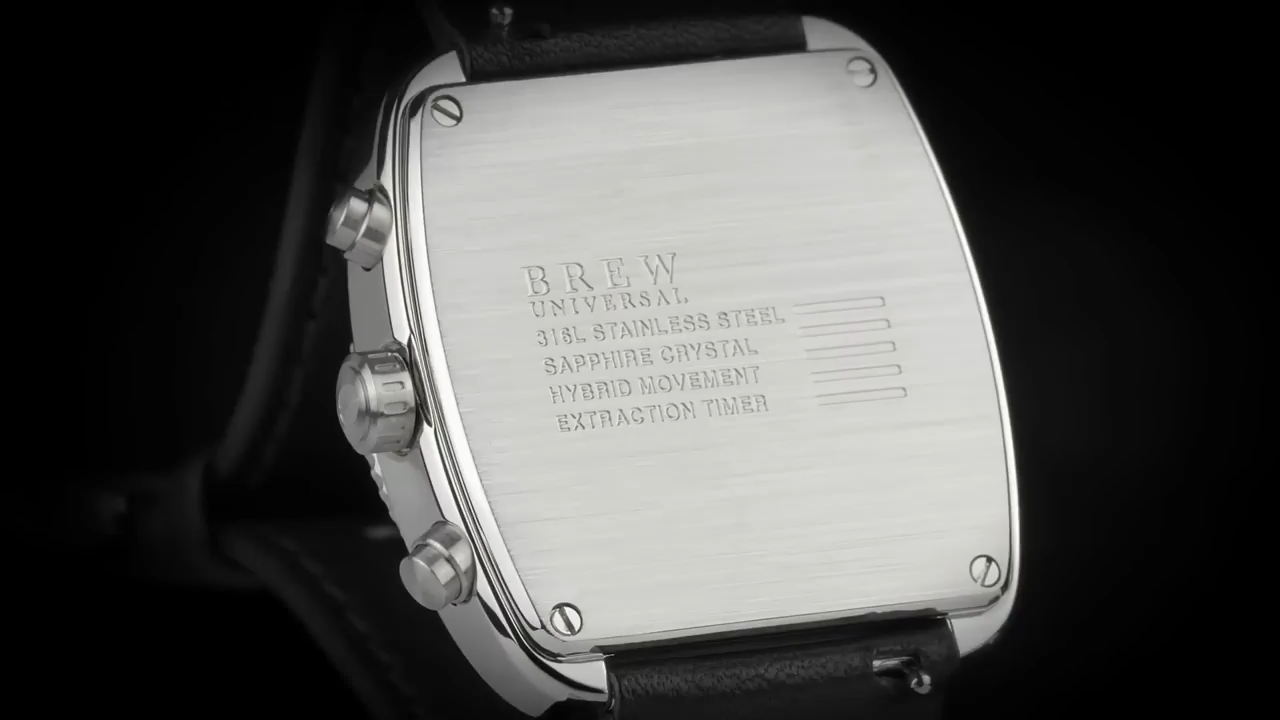 BREW
UNIVERSAL
316L STAINLESS STEEL
SAPPHIRE CRYSTAL
HYBRID MOVEMENT
EXTRACTION TIMER